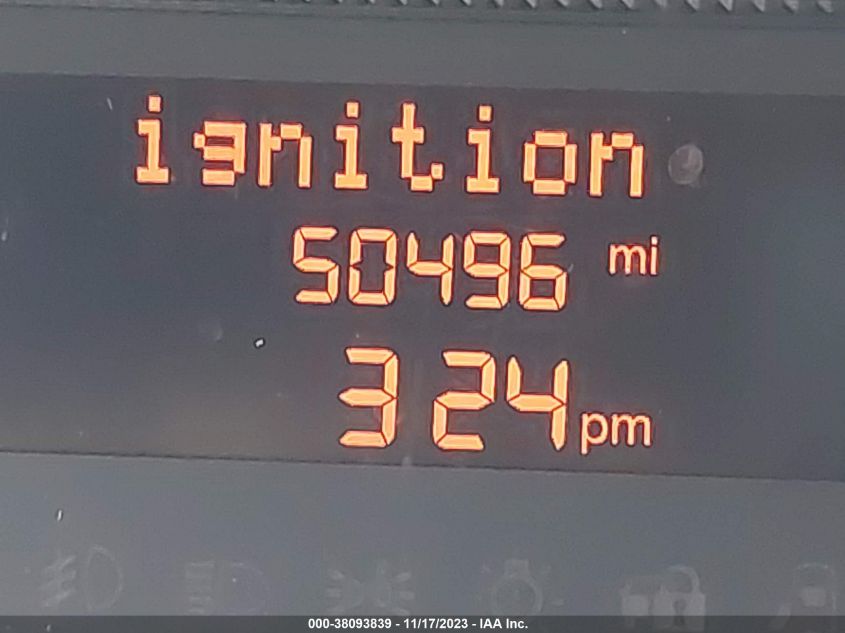 ignition
50496 mi
3 24 pm
000-38093839 - 11/17/2023 - IAA Inc.